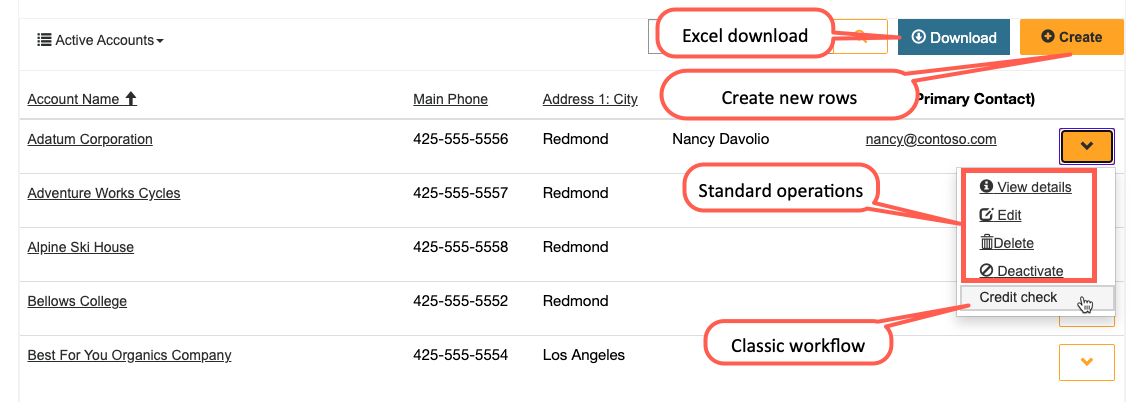 Active Accounts
Excel download
Download
Create
Create new rows
Account Name
Main Phone
Address 1: City
Primary Contact)
Adatum Corporation
425-555-5556
Redmond
Nancy Davolio
nancy@contoso.com
Adventure Works Cycles
425-555-5557
Redmond
Standard operations
View details
Edit
Delete
Deactivate
Credit check
Alpine Ski House
425-555-5558
Redmond
Bellows College
425-555-5552
Redmond
Classic workflow
Best For You Organics Company
425-555-5554
Los Angeles